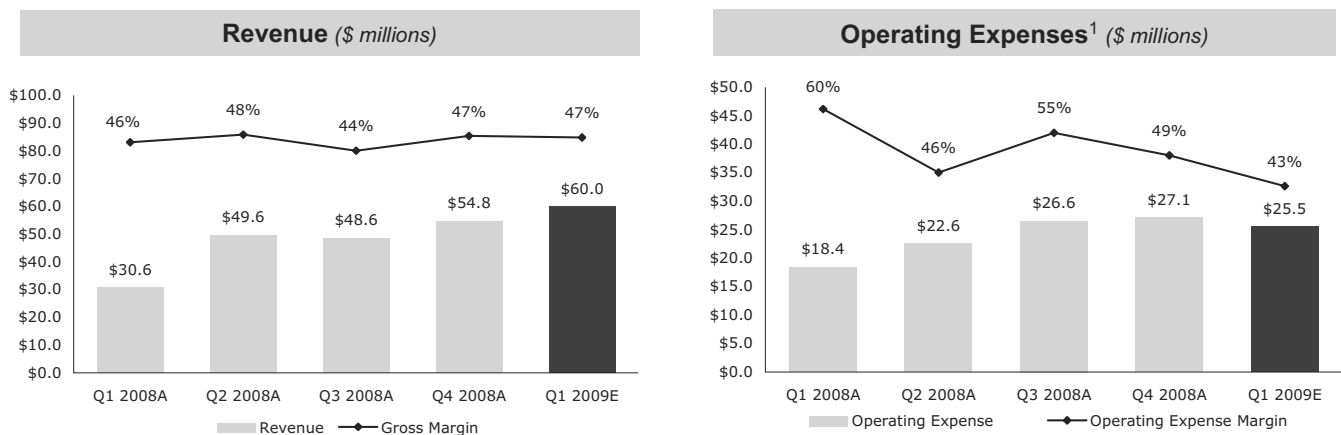 Revenue ($ millions)
$100.0
$90.0
$80.0
$70.0
$60.0
$50.0
$40.0
$30.0
$20.0
$10.0
$0.0
46%
48%
44%
47%
47%
$30.6
$49.6
$48.6
$54.8
$60.0
Q1 2008A
Q2 2008A
Q3 2008A
Q4 2008A
Q1 2009E
Revenue
Gross Margin
Operating Expenses¹ ($ millions)
$50.0
$45.0
$40.0
$35.0
$30.0
$25.0
$20.0
$15.0
$10.0
$5.0
$0.0
60%
46%
55%
49%
43%
$18.4
$22.6
$26.6
$27.1
$25.5
Q1 2008A
Q2 2008A
Q3 2008A
Q4 2008A
Q1 2009E
Operating Expense
Operating Expense Margin